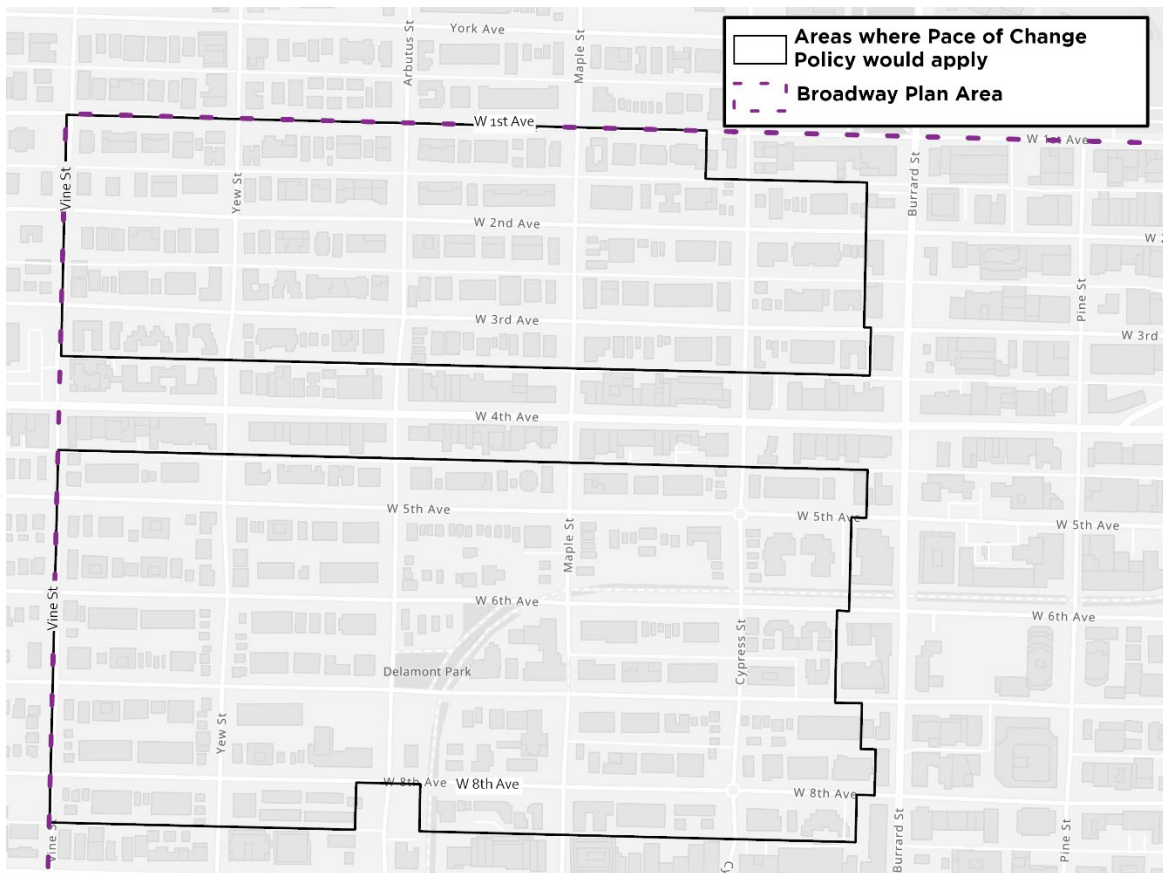 Areas where Pace of Change
Policy would apply
Broadway Plan Area
York Ave
Arbutus St
Maple St
W 1st Ave
W 1st Ave
Vine St
Yew St
Burrard St
W 2nd Ave
W 2
Pine St
W 3rd Ave
W 3rd
W 4th Ave
W 5th Ave
W 5th Ave
W 5th Ave
Maple St
Vine St
W 6th Ave
W 6th Ave
Cypress St
Delamont Park
Yew St
W 8th Ave
W 8th Ave
W 8th Ave
Vine St
Burrard St
Pine St
Cy